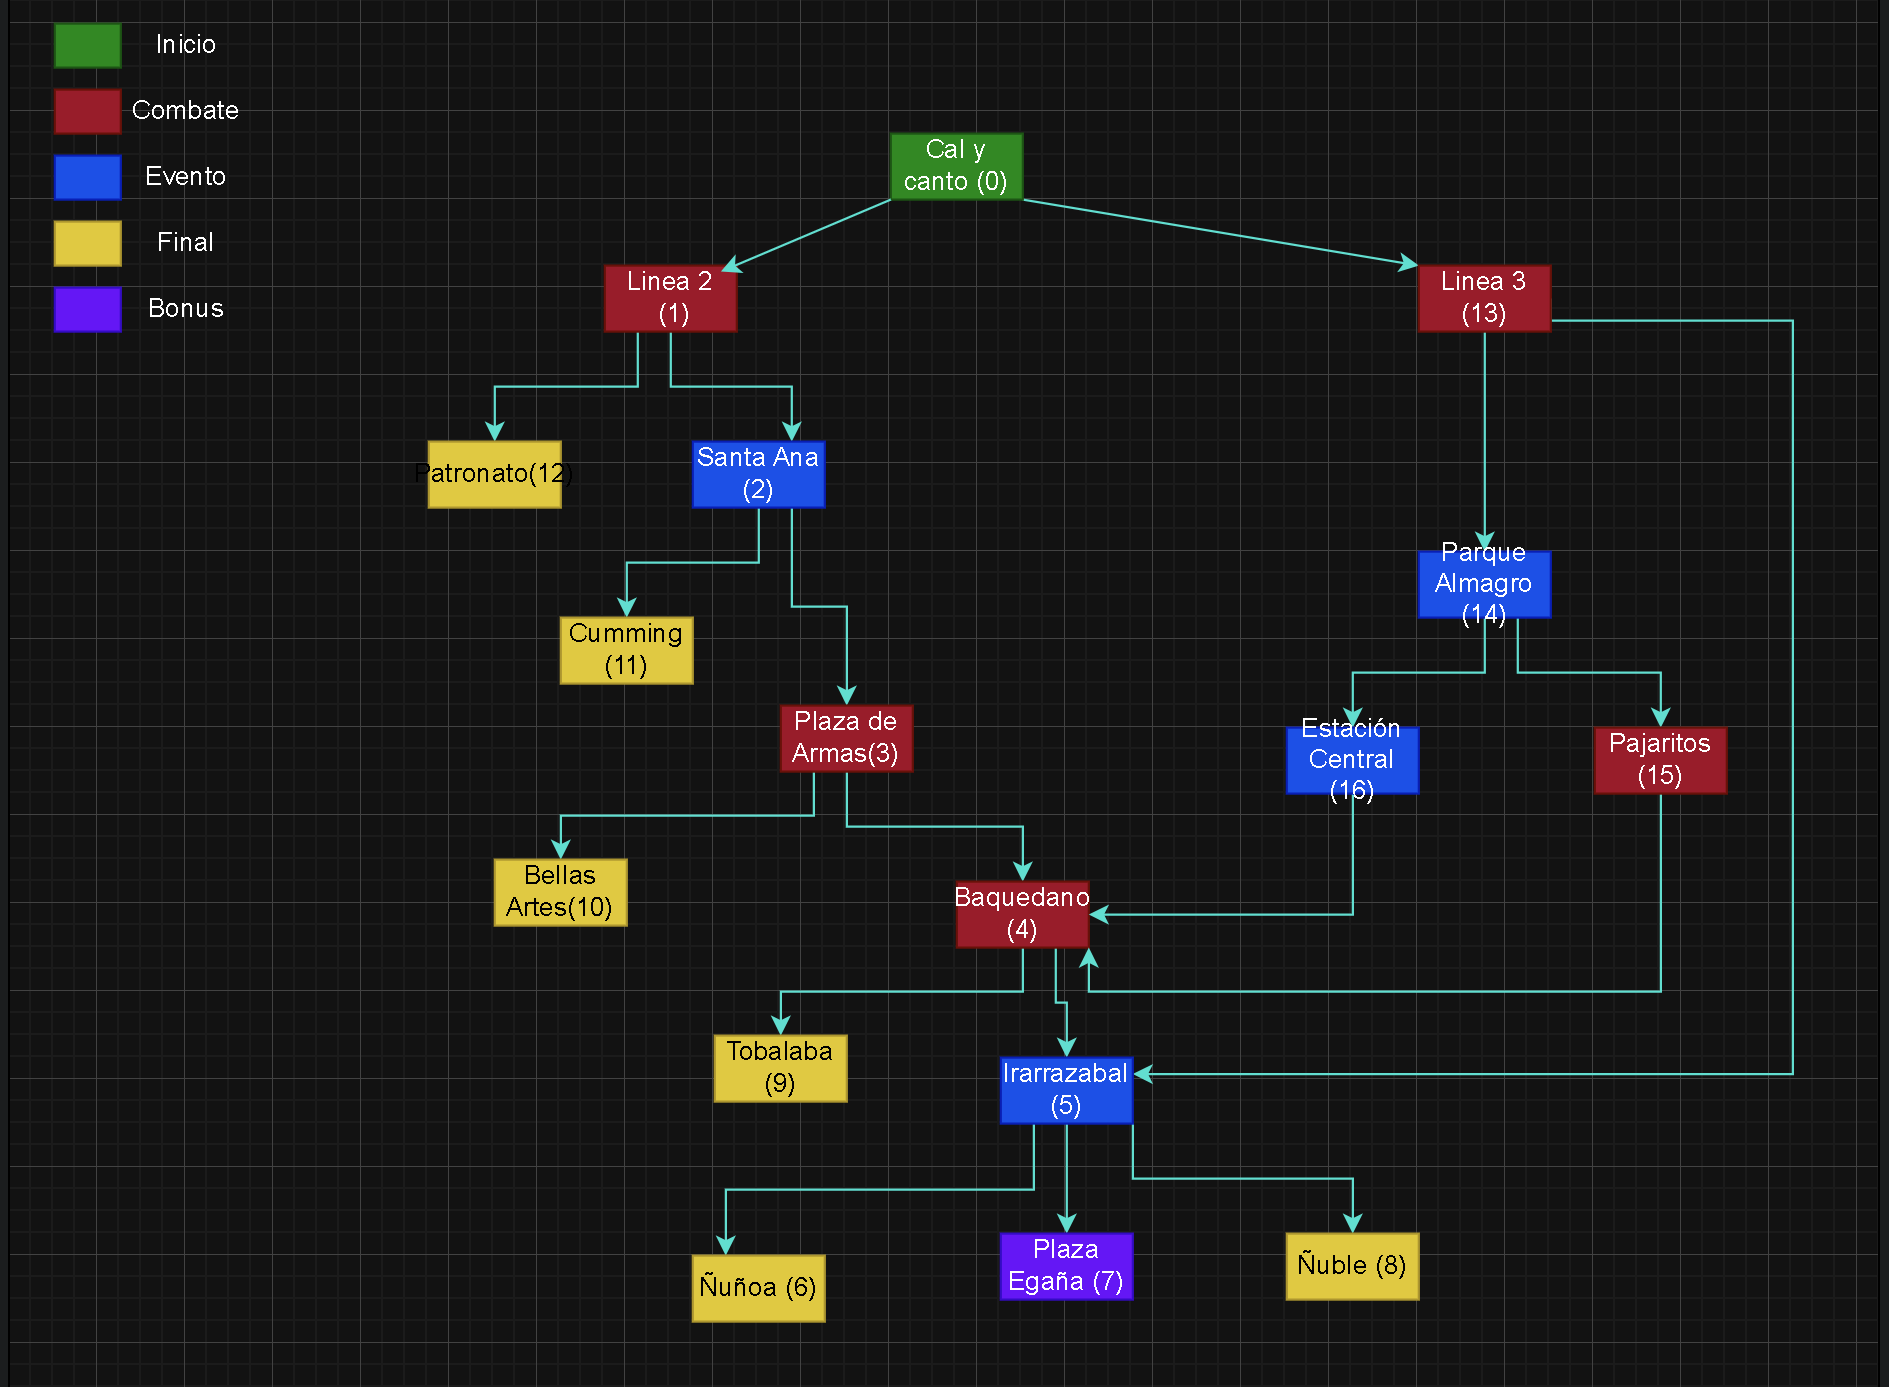 Inicio
Combate
Evento
Final
Bonus
Cal y
canto (0)
Linea 2
(1)
Linea 3
(13)
Patronato(12)
Santa Ana
(2)
Parque
Almagro
(14)
Cumming
(11)
Plaza de
Armas(3)
Estación
Central
(16)
Pajaritos
(15)
Bellas
Artes(10)
Baquedano
(4)
Tobalaba
(9)
Irarrazabal
(5)
Ñuñoa (6)
Plaza
Egaña (7)
Ñuble (8)